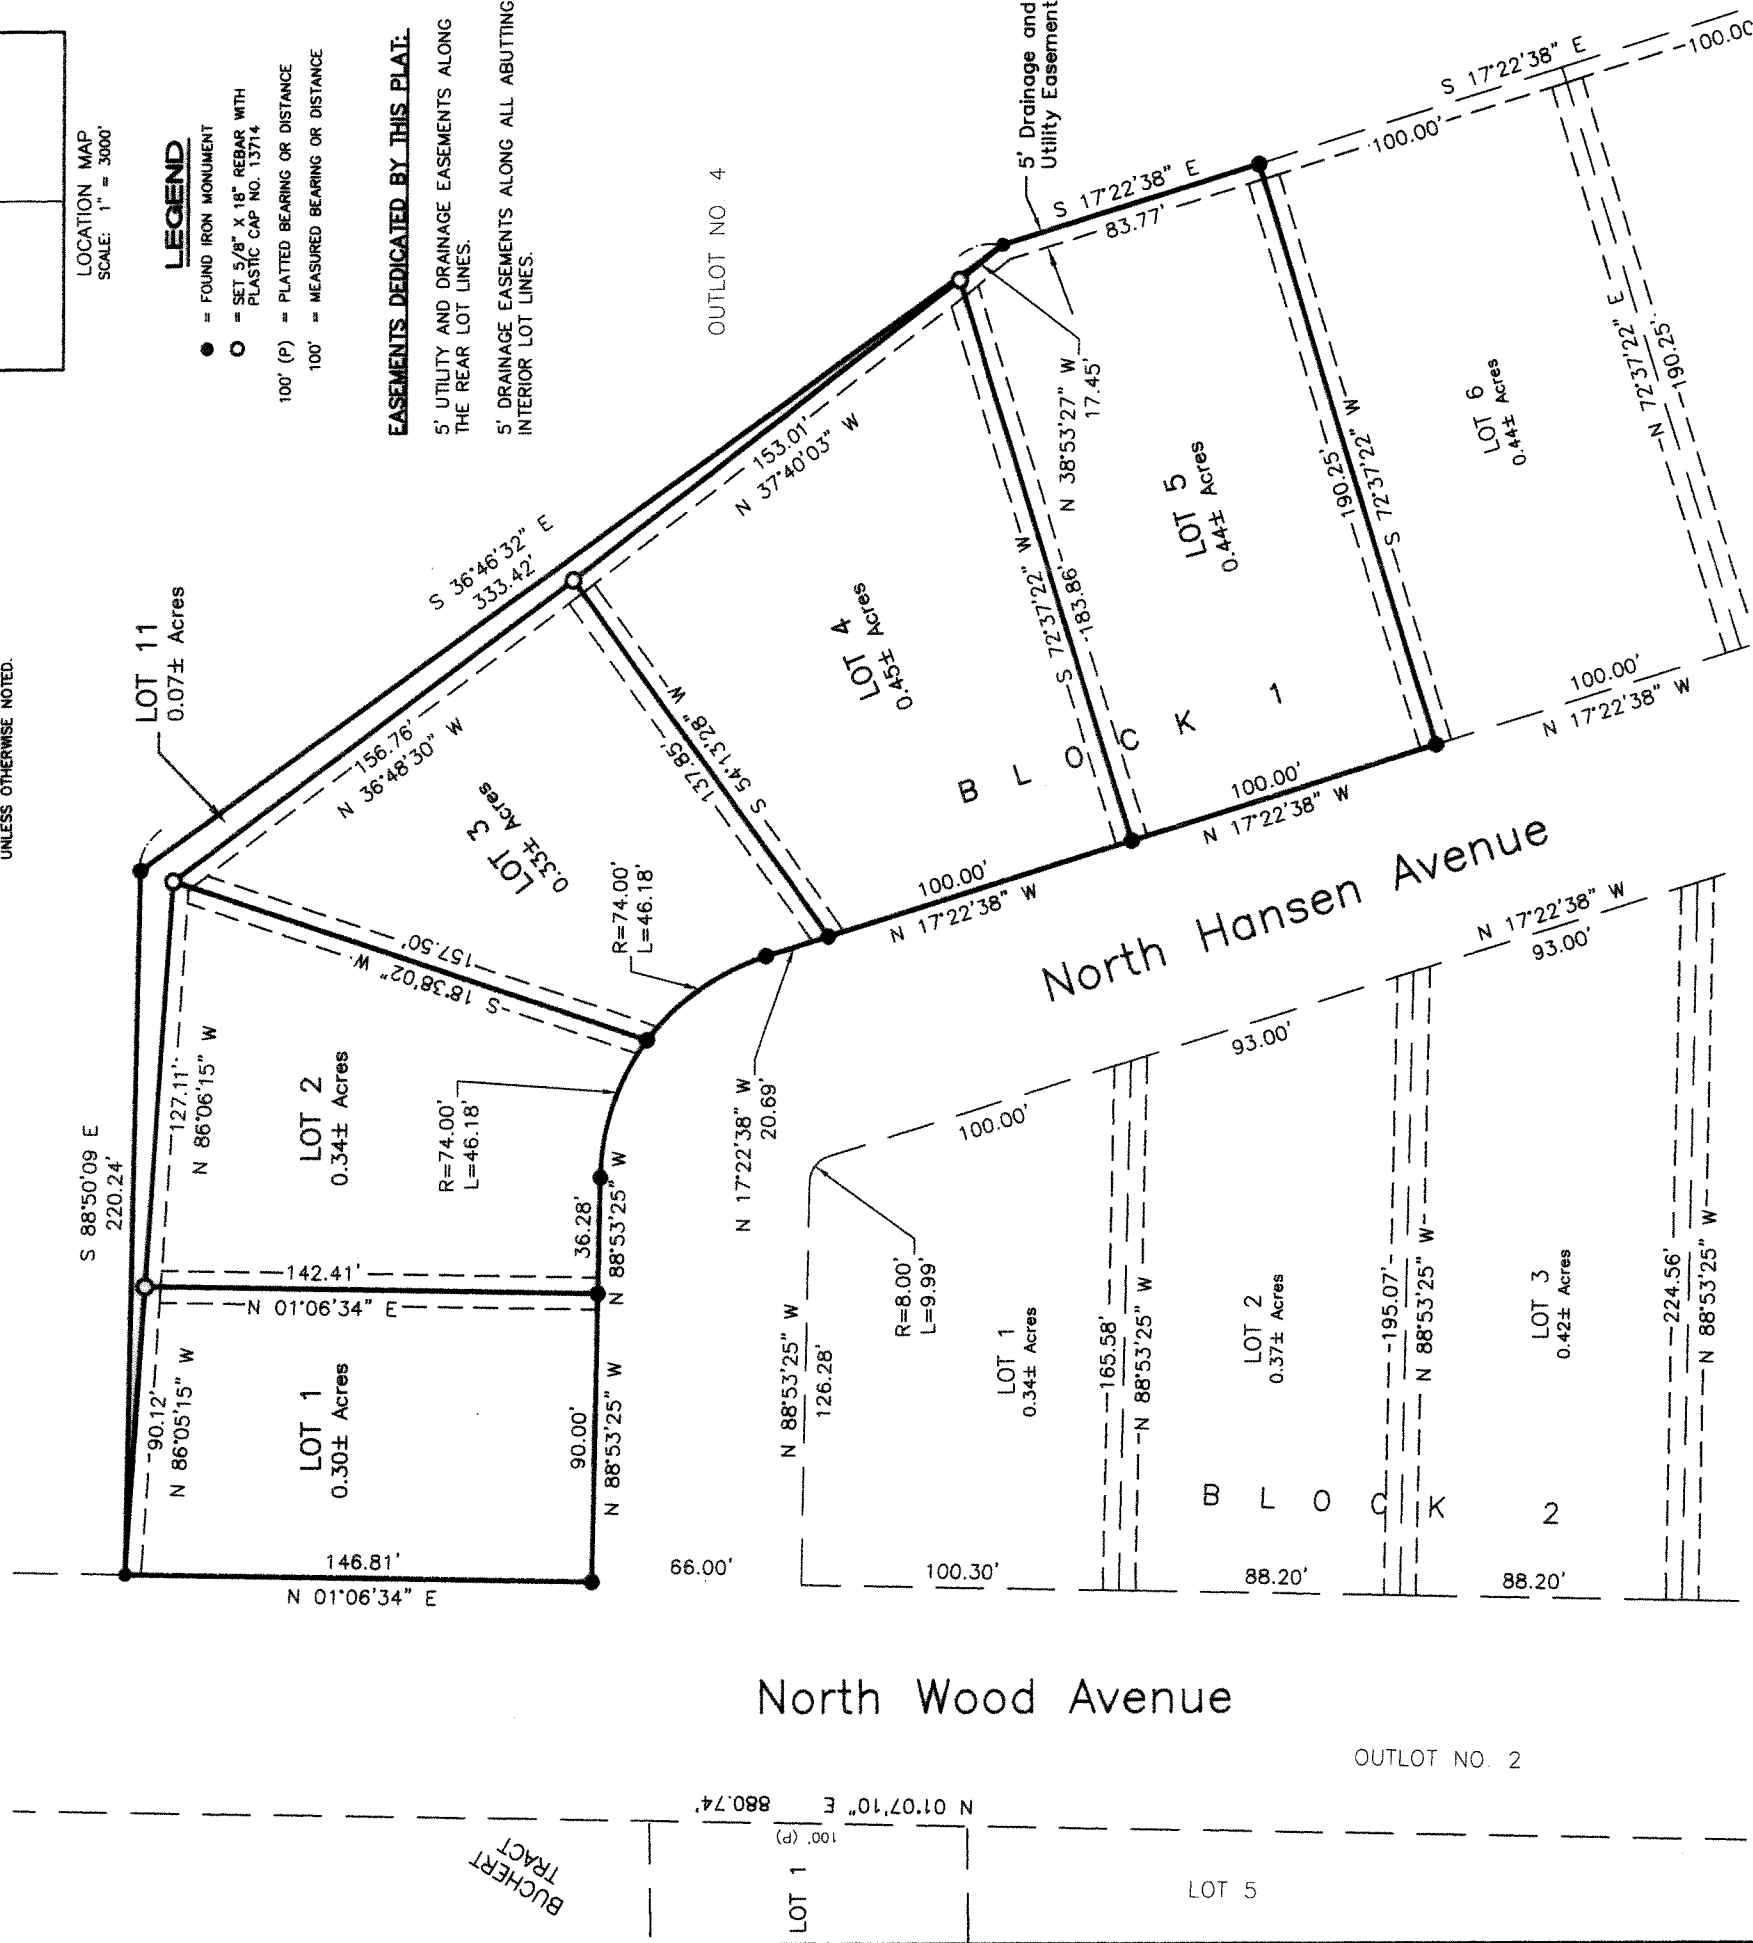 UNLESS OTHERWISE NOTED.
LOCATION MAP
SCALE: 1" = 3000'
LEGEND
● = FOUND IRON MONUMENT
○ = SET 5/8" X 18" REBAR WITH
PLASTIC CAP NO. 13714
100' (P) = PLATTED BEARING OR DISTANCE
100' = MEASURED BEARING OR DISTANCE
EASEMENTS DEDICATED BY THIS PLAT:
5' UTILITY AND DRAINAGE EASEMENTS ALONG
THE REAR LOT LINES.
5' DRAINAGE EASEMENTS ALONG ALL ABUTTING
INTERIOR LOT LINES.
OUTLOT NO. 4
5' Drainage and
Utility Easement
LOT 11
0.07± Acres
S 88°50'09 E
220.24'
S 36°46'32" E
333.42'
S 17°22'38" E
83.77'
S 17°22'38" E
100.00'
100.00
N 38°53'27" W
17.45'
153.01'
N 37°40'03" W
156.76'
N 36°48'30" W
127.11'
N 86°06'15" W
90.12'
N 86°05'15" W
LOT 1
0.30± Acres
146.81'
N 01°06'34" E
90.00'
N 88°53'25" W
142.41'
N 01°06'34" E
LOT 2
0.34± Acres
36.28'
N 88°53'25" W
R=74.00'
L=46.18'
157.50'
S 18°38'02" W
LOT 3
0.33± Acres
R=74.00'
L=46.18'
N 17°22'38" W
20.69'
137.85'
S 54°13'28" W
LOT 4
0.45± Acres
100.00'
N 17°22'38" W
S 72°37'22" W
183.86'
LOT 5
0.44± Acres
100.00'
N 17°22'38" W
190.25'
S 72°37'22" W
LOT 6
0.44± Acres
100.00'
N 17°22'38" W
N 72°37'22" E
190.25'
B L O C K 1
North Hansen Avenue
N 88°53'25" W
126.28'
R=8.00'
L=9.99'
100.00'
93.00'
N 17°22'38" W
93.00'
66.00'
100.30'
88.20'
88.20'
LOT 1
0.34± Acres
165.58'
N 88°53'25" W
LOT 2
0.37± Acres
195.07'
N 88°53'25" W
LOT 3
0.42± Acres
224.56'
N 88°53'25" W
B L O C K 2
North Wood Avenue
OUTLOT NO. 2
N 01°07'10" E 880.74'
100' (P)
BUCHERT
TRACT
LOT 1
LOT 5